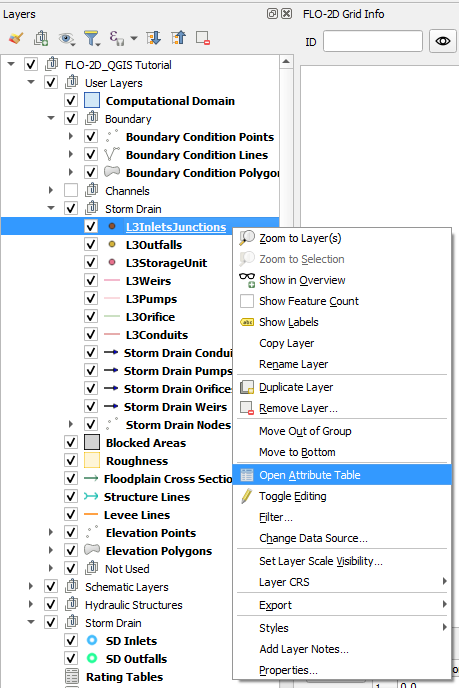 Layers
FLO-2D Grid Info
ID
FLO-2D_QGIS Tutorial
User Layers
Computational Domain
Boundary
Boundary Condition Points
Boundary Condition Lines
Boundary Condition Polygo
Channels
Storm Drain
L3InletsJunctions
L3Outfalls
L3StorageUnit
L3Weirs
L3Pumps
L3Orifice
L3Conduits
Storm Drain Condui
Storm Drain Pumps
Storm Drain Orifices
Storm Drain Weirs
Storm Drain Nodes
Blocked Areas
Roughness
Floodplain Cross Section
Structure Lines
Levee Lines
Elevation Points
Elevation Polygons
Not Used
Schematic Layers
Hydraulic Structures
Storm Drain
SD Inlets
SD Outfalls
Rating Tables
Zoom to Layer(s)
Zoom to Selection
Show in Overview
Show Feature Count
abc Show Labels
Copy Layer
Rename Layer
Duplicate Layer
Remove Layer...
Move Out of Group
Move to Bottom
Open Attribute Table
Toggle Editing
Filter...
Change Data Source...
Set Layer Scale Visibility...
Layer CRS
Export
Styles
Add Layer Notes...
Properties...
1 0.0